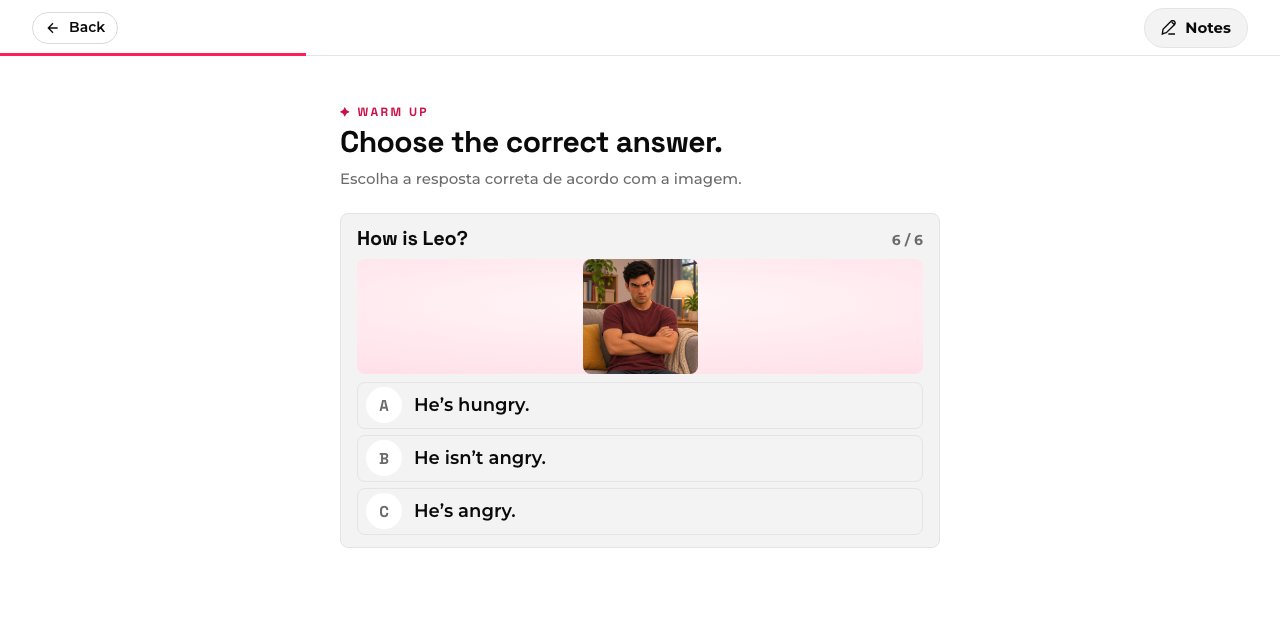 Back
Notes
WARM UP
Choose the correct answer.
Escolha a resposta correta de acordo com a imagem.
How is Leo?
6 / 6
A
He’s hungry.
B
He isn’t angry.
C
He’s angry.